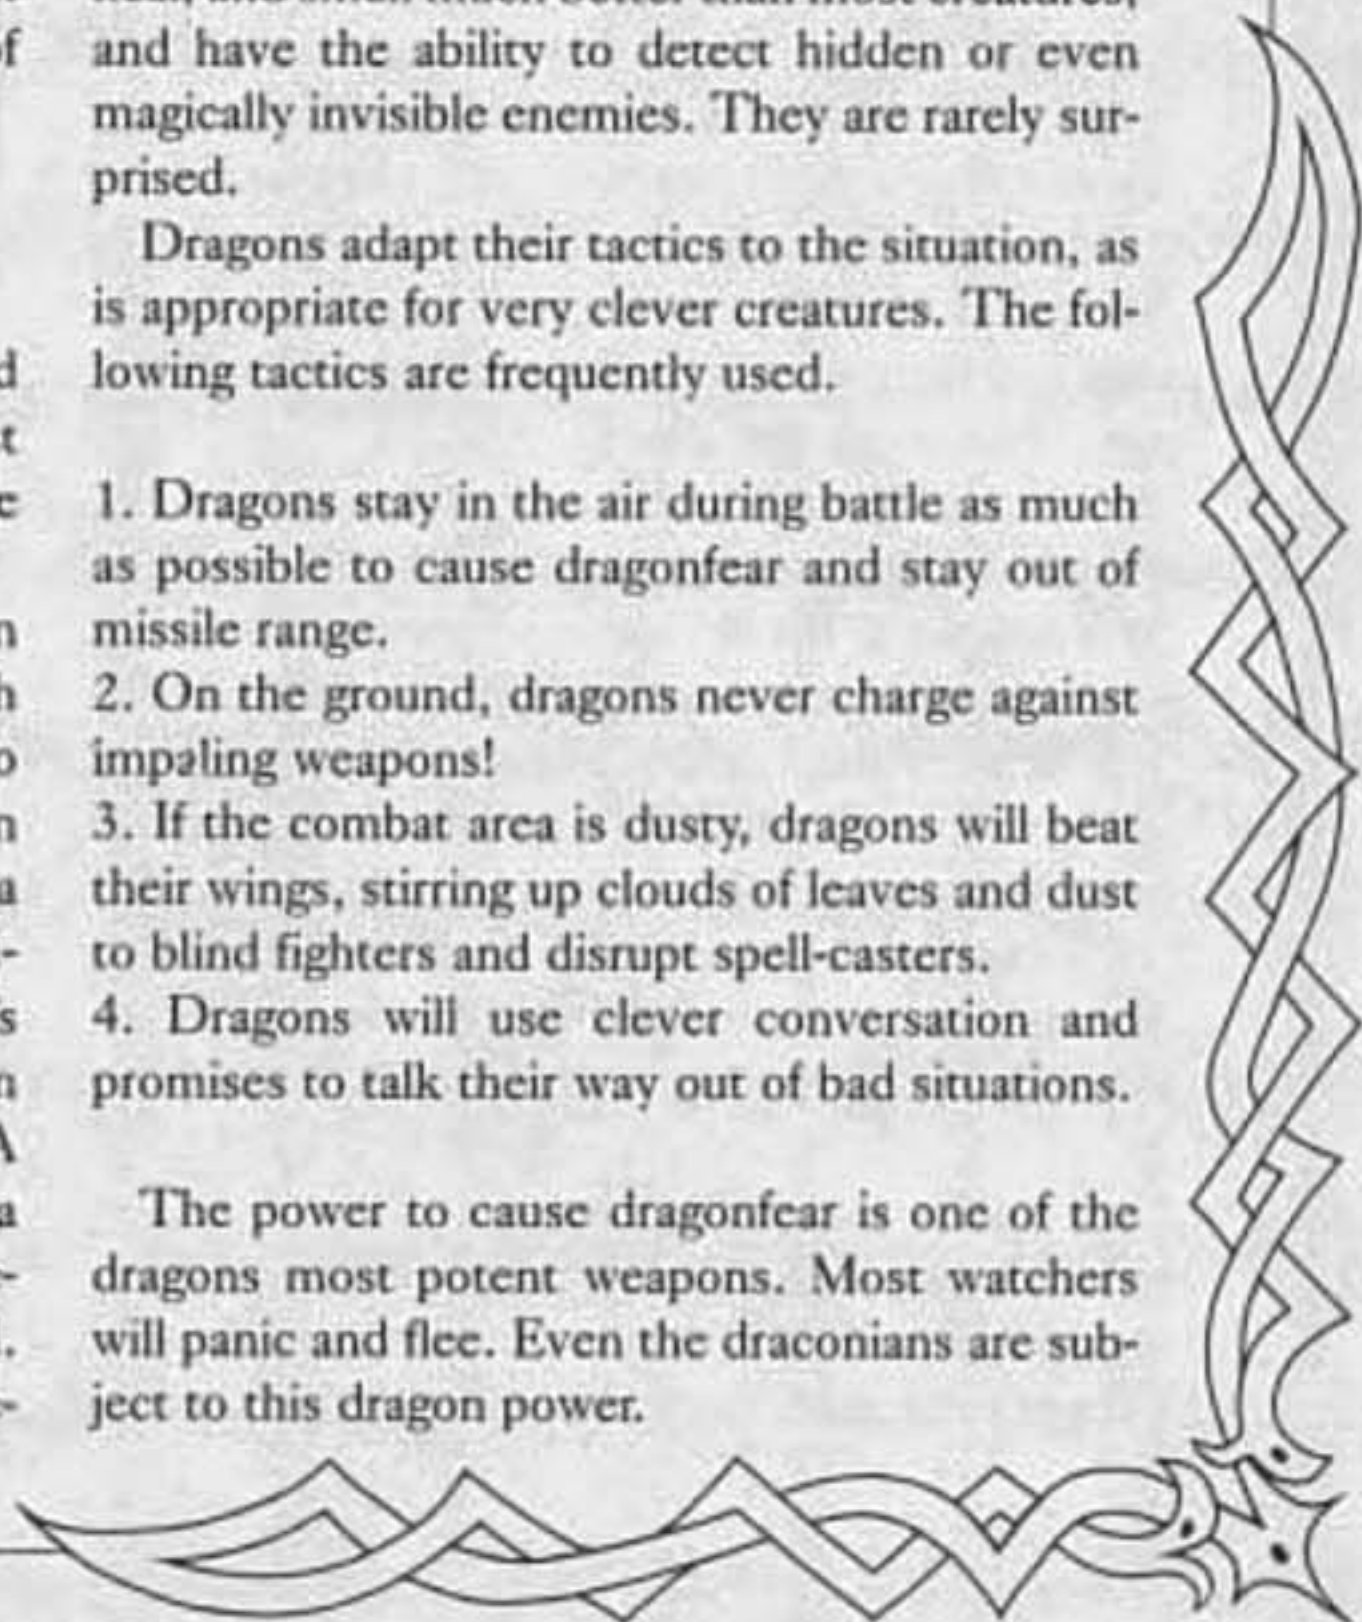 and have the ability to detect hidden or even
magically invisible enemies. They are rarely sur-
prised.
Dragons adapt their tactics to the situation, as
is appropriate for very clever creatures. The fol-
lowing tactics are frequently used.
1. Dragons stay in the air during battle as much
as possible to cause dragonfear and stay out of
missile range.
2. On the ground, dragons never charge against
impaling weapons!
3. If the combat area is dusty, dragons will beat
their wings, stirring up clouds of leaves and dust
to blind fighters and disrupt spell-casters.
4. Dragons will use clever conversation and
promises to talk their way out of bad situations.
The power to cause dragonfear is one of the
dragons most potent weapons. Most watchers
will panic and flee. Even the draconians are sub-
ject to this dragon power.